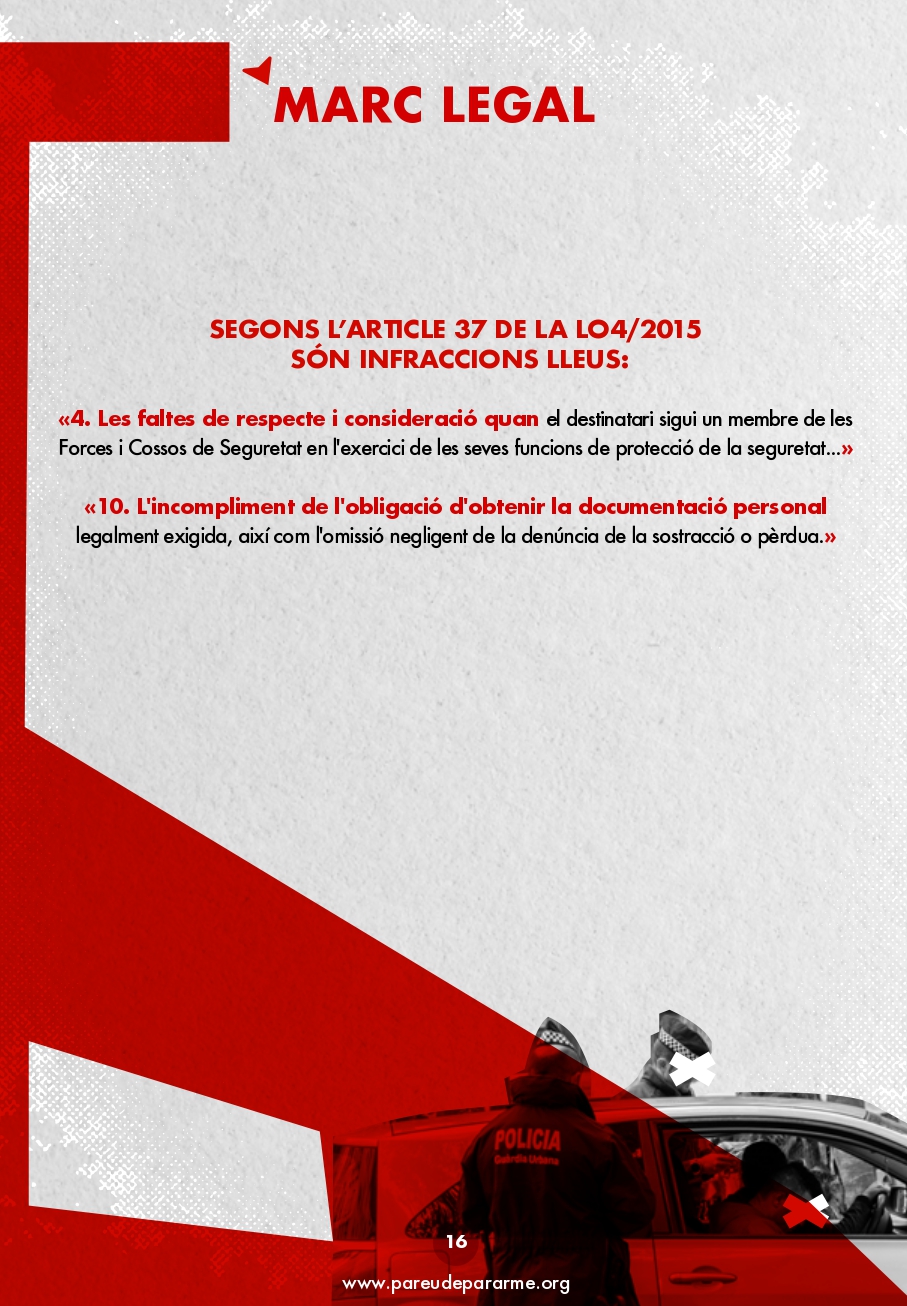 MARC LEGAL
SEGONS L’ARTICLE 37 DE LA LO4/2015
SÓN INFRACCIONS LLEUS:
«4. Les faltes de respecte i consideració quan el destinatari sigui un membre de les
Forces i Cossos de Seguretat en l'exercici de les seves funcions de protecció de la seguretat...»
«10. L'incompliment de l'obligació d'obtenir la documentació personal
legalment exigida, així com l'omissió negligent de la denúncia de la sostracció o pèrdua.»
POLICIA
Guàrdia Urbana
16
www.pareudepararme.org